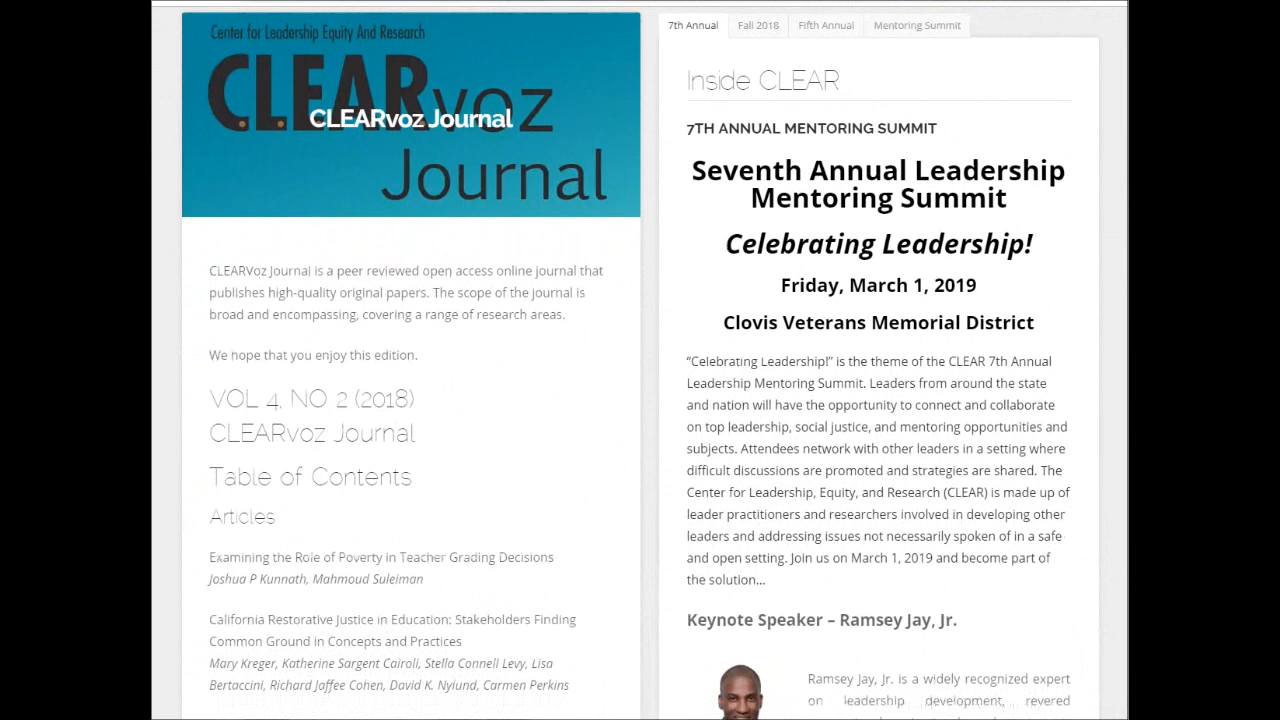 Center for Leadership Equity And Research
C.L.EARvoz
CLEARvoz Journal
Journal
CLEARVoz Journal is a peer reviewed open access online journal that
publishes high-quality original papers. The scope of the journal is
broad and encompassing, covering a range of research areas.
We hope that you enjoy this edition.
VOL 4, NO 2 (2018)
CLEARvoz Journal
Table of Contents
Articles
Examining the Role of Poverty in Teacher Grading Decisions
Joshua P Kunnath, Mahmoud Suleiman
California Restorative Justice in Education: Stakeholders Finding
Common Ground in Concepts and Practices
Mary Kreger, Katherine Sargent Cairoli, Stella Connell Levy, Lisa
Bertaccini, Richard Jaffee Cohen, David K. Nylund, Carmen Perkins
7th Annual Fall 2018 Fifth Annual Mentoring Summit
Inside CLEAR
7TH ANNUAL MENTORING SUMMIT
Seventh Annual Leadership
Mentoring Summit
Celebrating Leadership!
Friday, March 1, 2019
Clovis Veterans Memorial District
“Celebrating Leadership!” is the theme of the CLEAR 7th Annual
Leadership Mentoring Summit. Leaders from around the state
and nation will have the opportunity to connect and collaborate
on top leadership, social justice, and mentoring opportunities and
subjects. Attendees network with other leaders in a setting where
difficult discussions are promoted and strategies are shared. The
Center for Leadership, Equity, and Research (CLEAR) is made up of
leader practitioners and researchers involved in developing other
leaders and addressing issues not necessarily spoken of in a safe
and open setting. Join us on March 1, 2019 and become part of
the solution…
Keynote Speaker – Ramsey Jay, Jr.
Ramsey Jay, Jr. is a widely recognized expert
on leadership development, revered